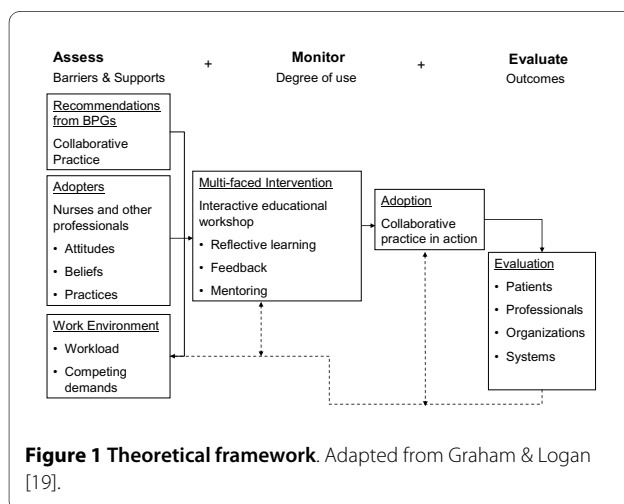 Assess + Monitor + Evaluate
Barriers & Supports Degree of use Outcomes
Recommendations
from BPGs
Collaborative
Practice
Adopters
Nurses and other
professionals
• Attitudes
• Beliefs
• Practices
Work Environment
• Workload
• Competing
demands
Multi-faced Intervention
Interactive educational
workshop
• Reflective learning
• Feedback
• Mentoring
Adoption
Collaborative
practice in action
Evaluation
• Patients
• Professionals
• Organizations
• Systems
Figure 1 Theoretical framework. Adapted from Graham & Logan
[19].